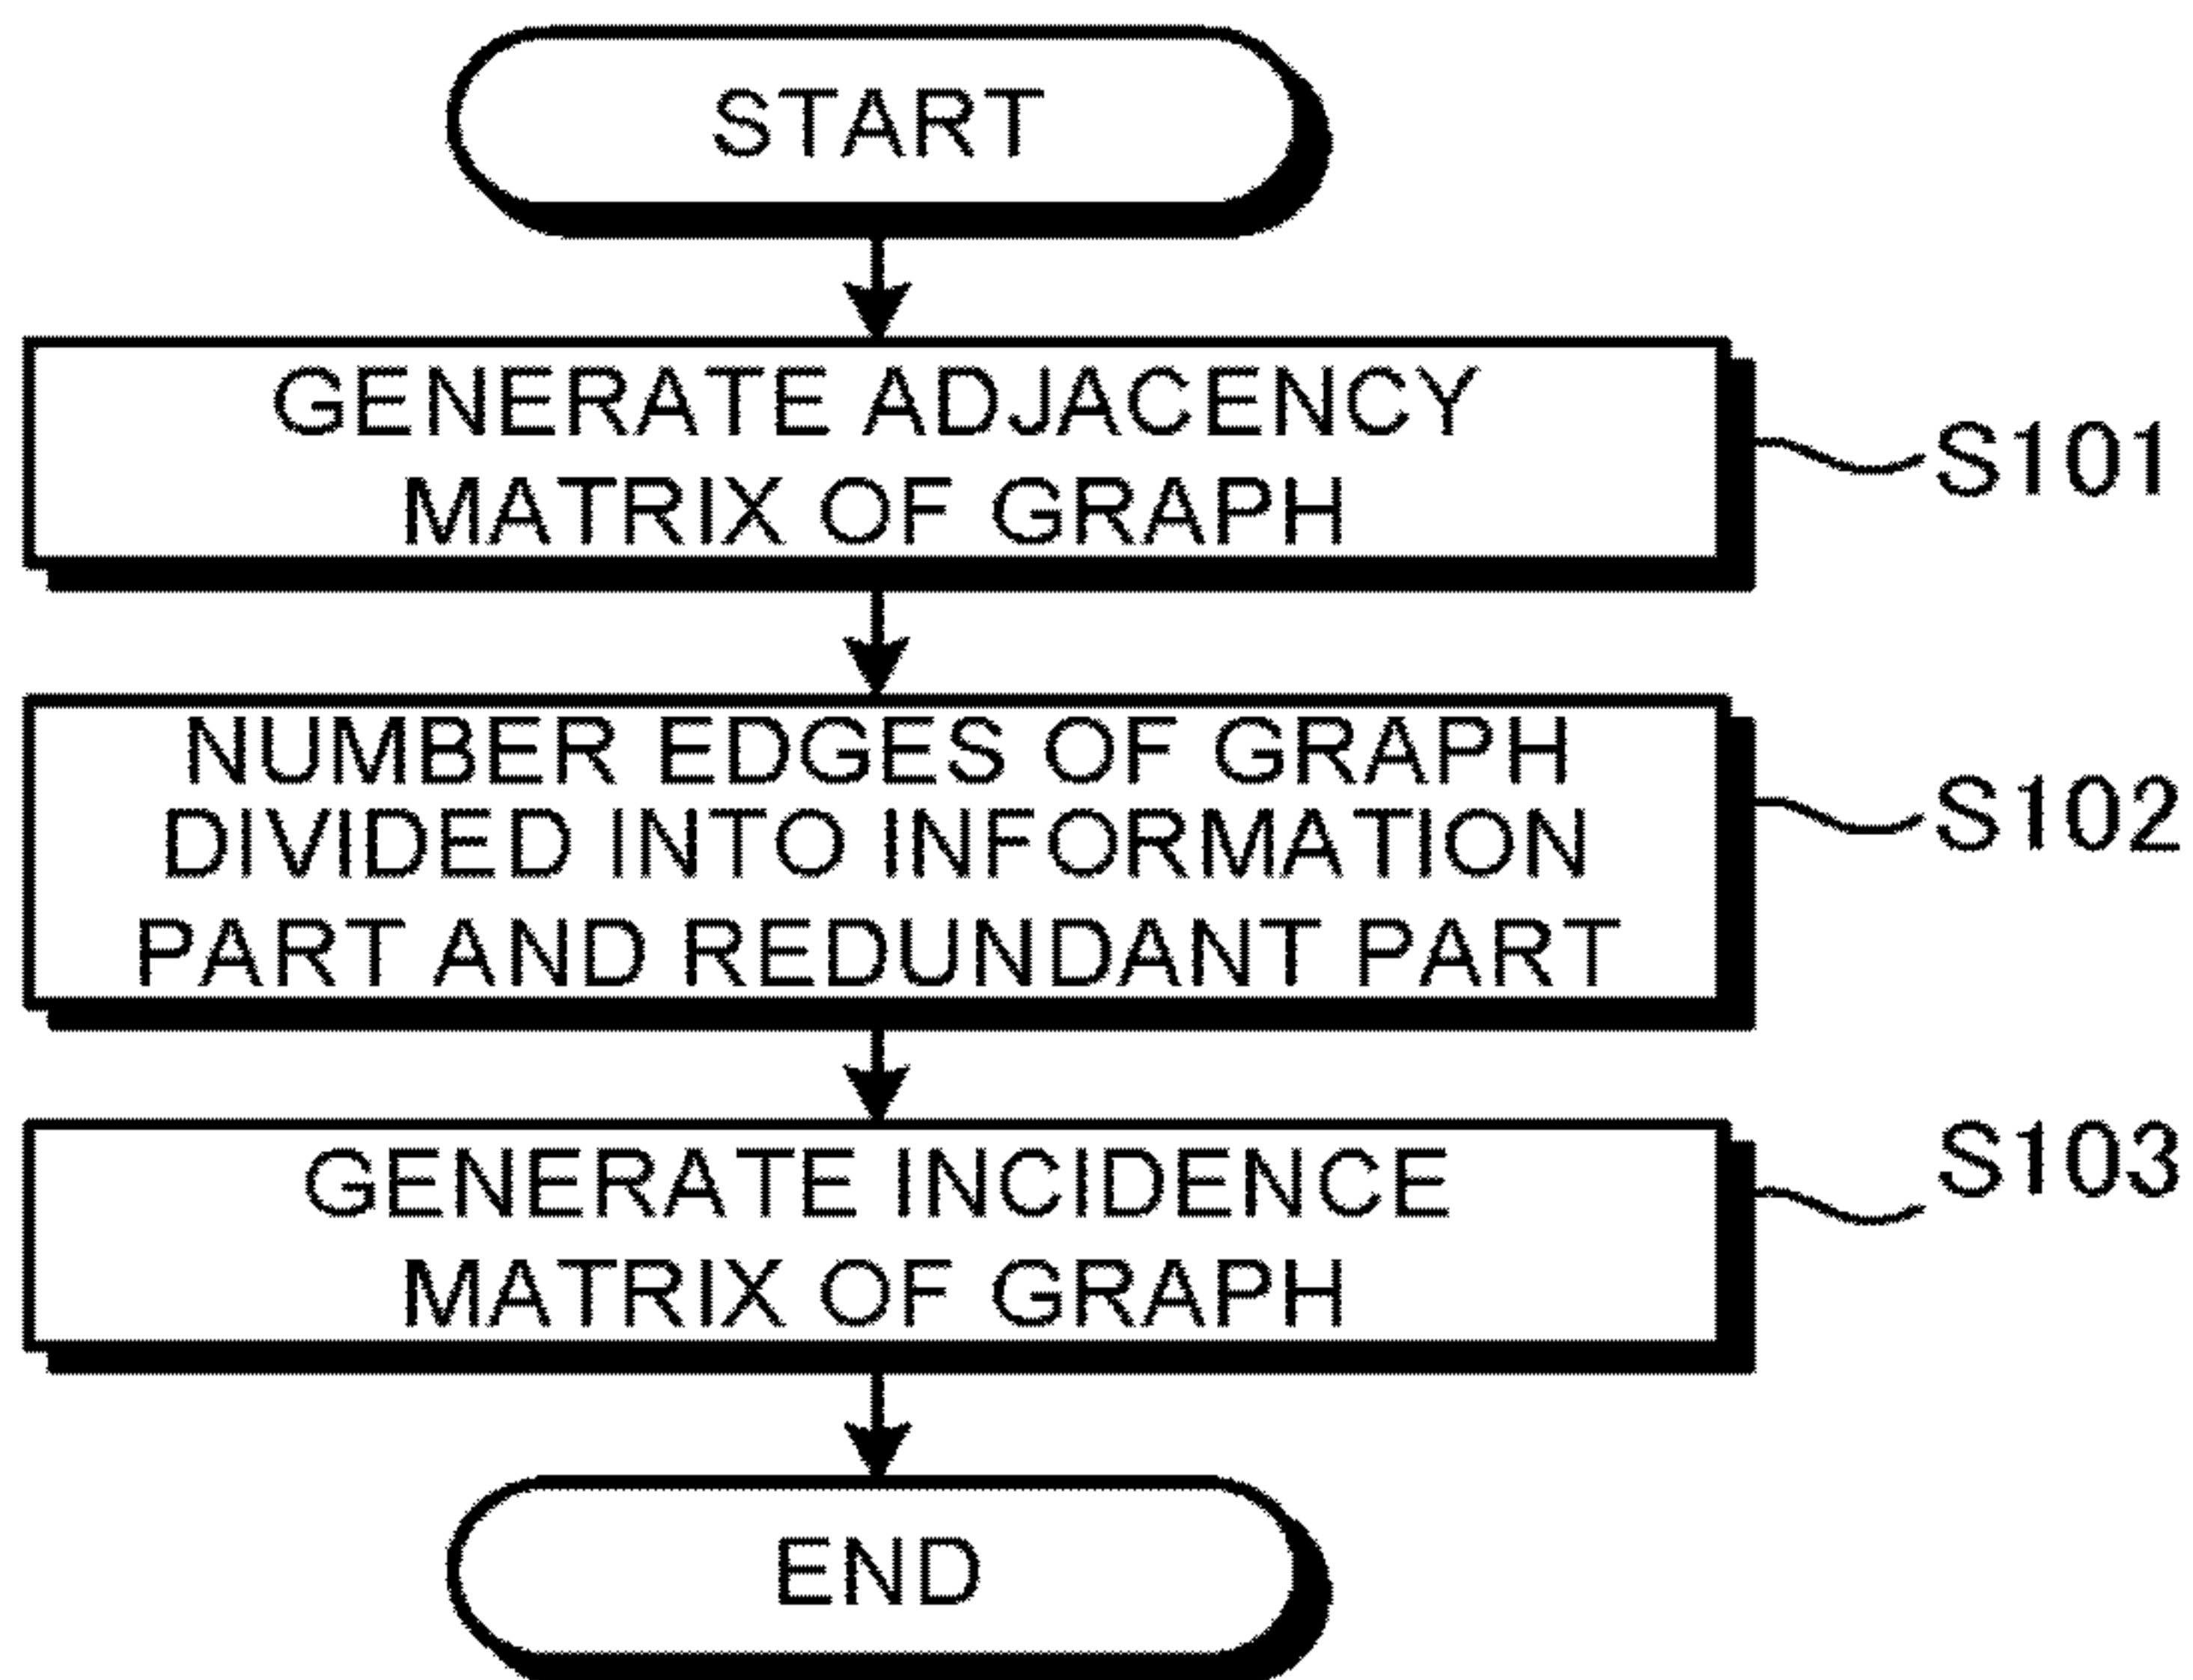 START
GENERATE ADJACENCY
MATRIX OF GRAPH
S101
NUMBER EDGES OF GRAPH
DIVIDED INTO INFORMATION
PART AND REDUNDANT PART
S102
GENERATE INCIDENCE
MATRIX OF GRAPH
S103
END